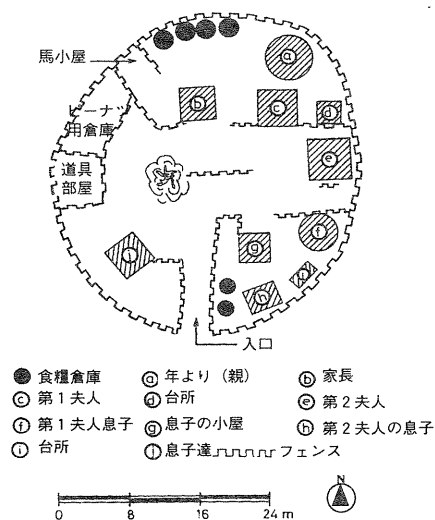 馬小屋
ピーナツ
用倉庫
道具
部屋
a
b
c
d
e
f
g
h
i
入口
食糧倉庫 ⓐ 年より（親） ⓑ 家長
ⓒ 第1夫人 ⓓ 台所 ⓔ 第2夫人
ⓕ 第1夫人息子 ⓖ 息子の小屋 ⓗ 第2夫人の息子
ⓘ 台所 ⓙ 息子達 フェンス
N
0 8 16 24 m